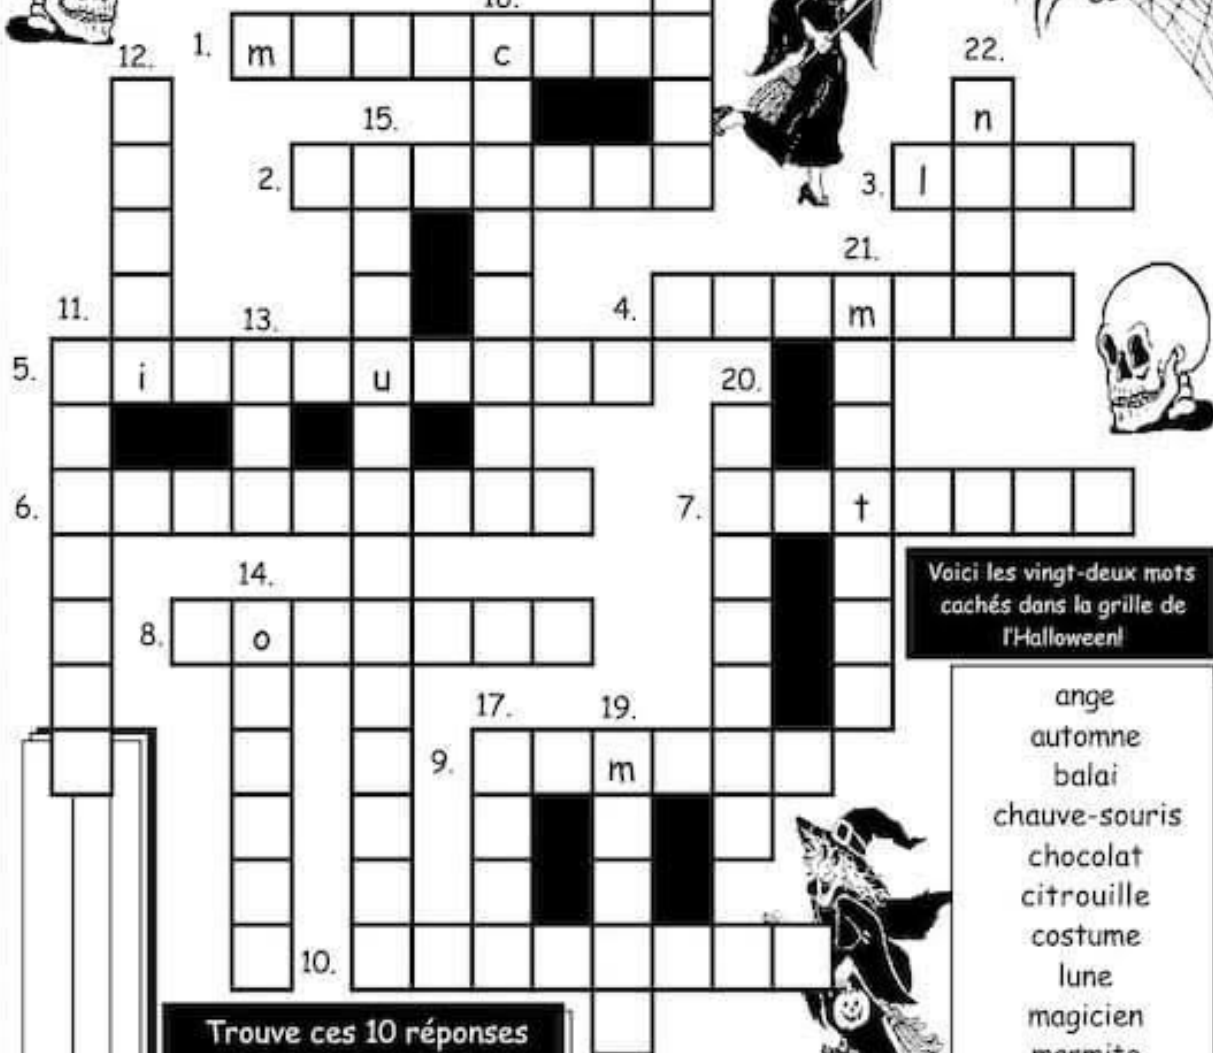 12.
1.
m
c
22.
15.
n
2.
3.
l
21.
11.
13.
4.
m
5.
i
u
20.
6.
7.
t
14.
8.
o
Voici les vingt-deux mots
cachés dans la grille de
l'Halloween!
17.
19.
9.
m
10.
ange
automne
balai
chauve-souris
chocolat
citrouille
costume
lune
magicien
Trouve ces 10 réponses